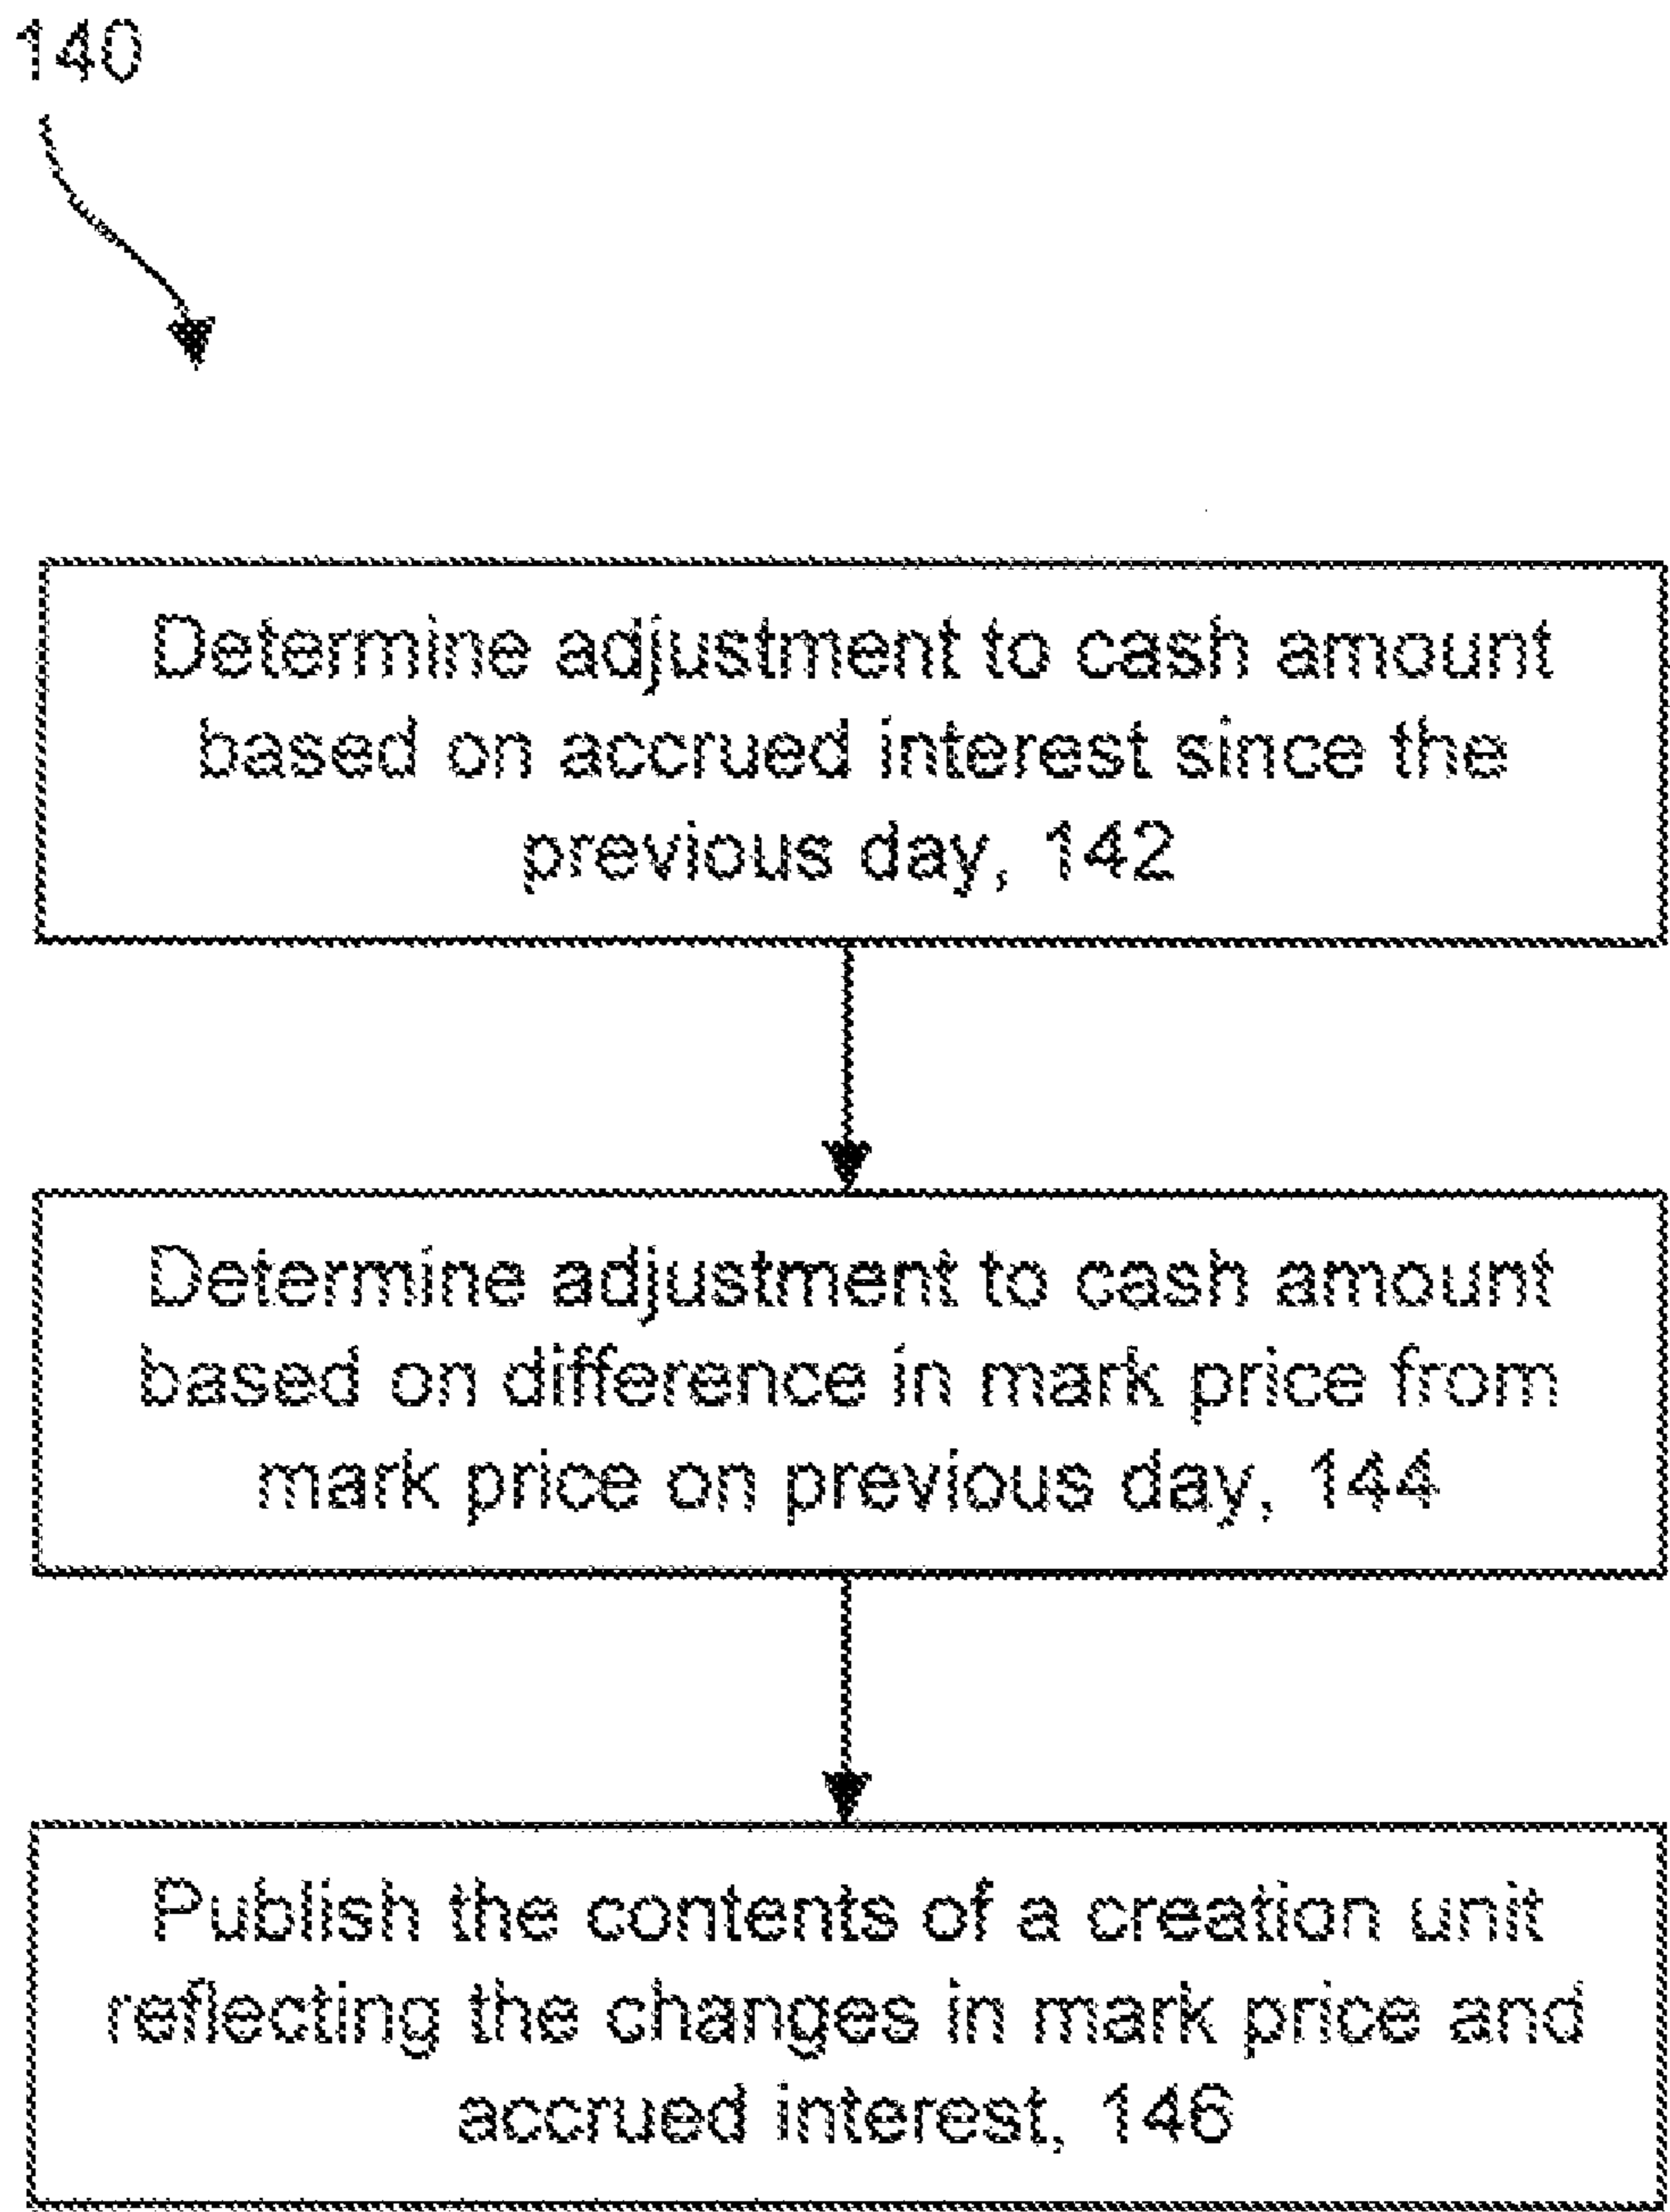 140
Determine adjustment to cash amount
based on accrued interest since the
previous day, 142
Determine adjustment to cash amount
based on difference in mark price from
mark price on previous day, 144
Publish the contents of a creation unit
reflecting the changes in mark price and
accrued interest, 146